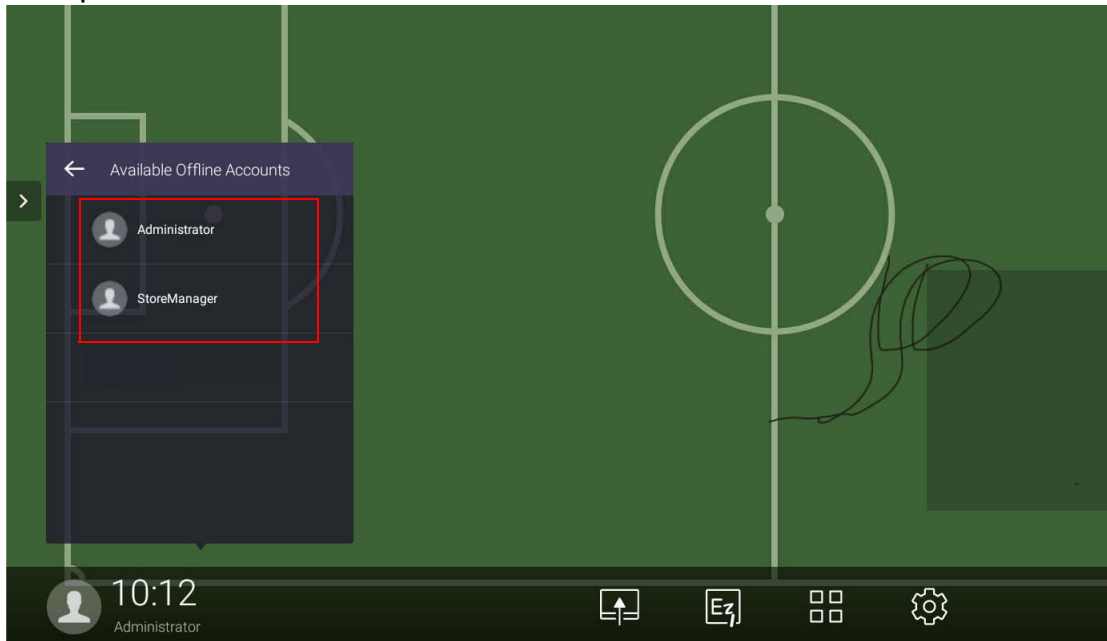 Available Offline Accounts
Administrator
StoreManager
10:12
Administrator